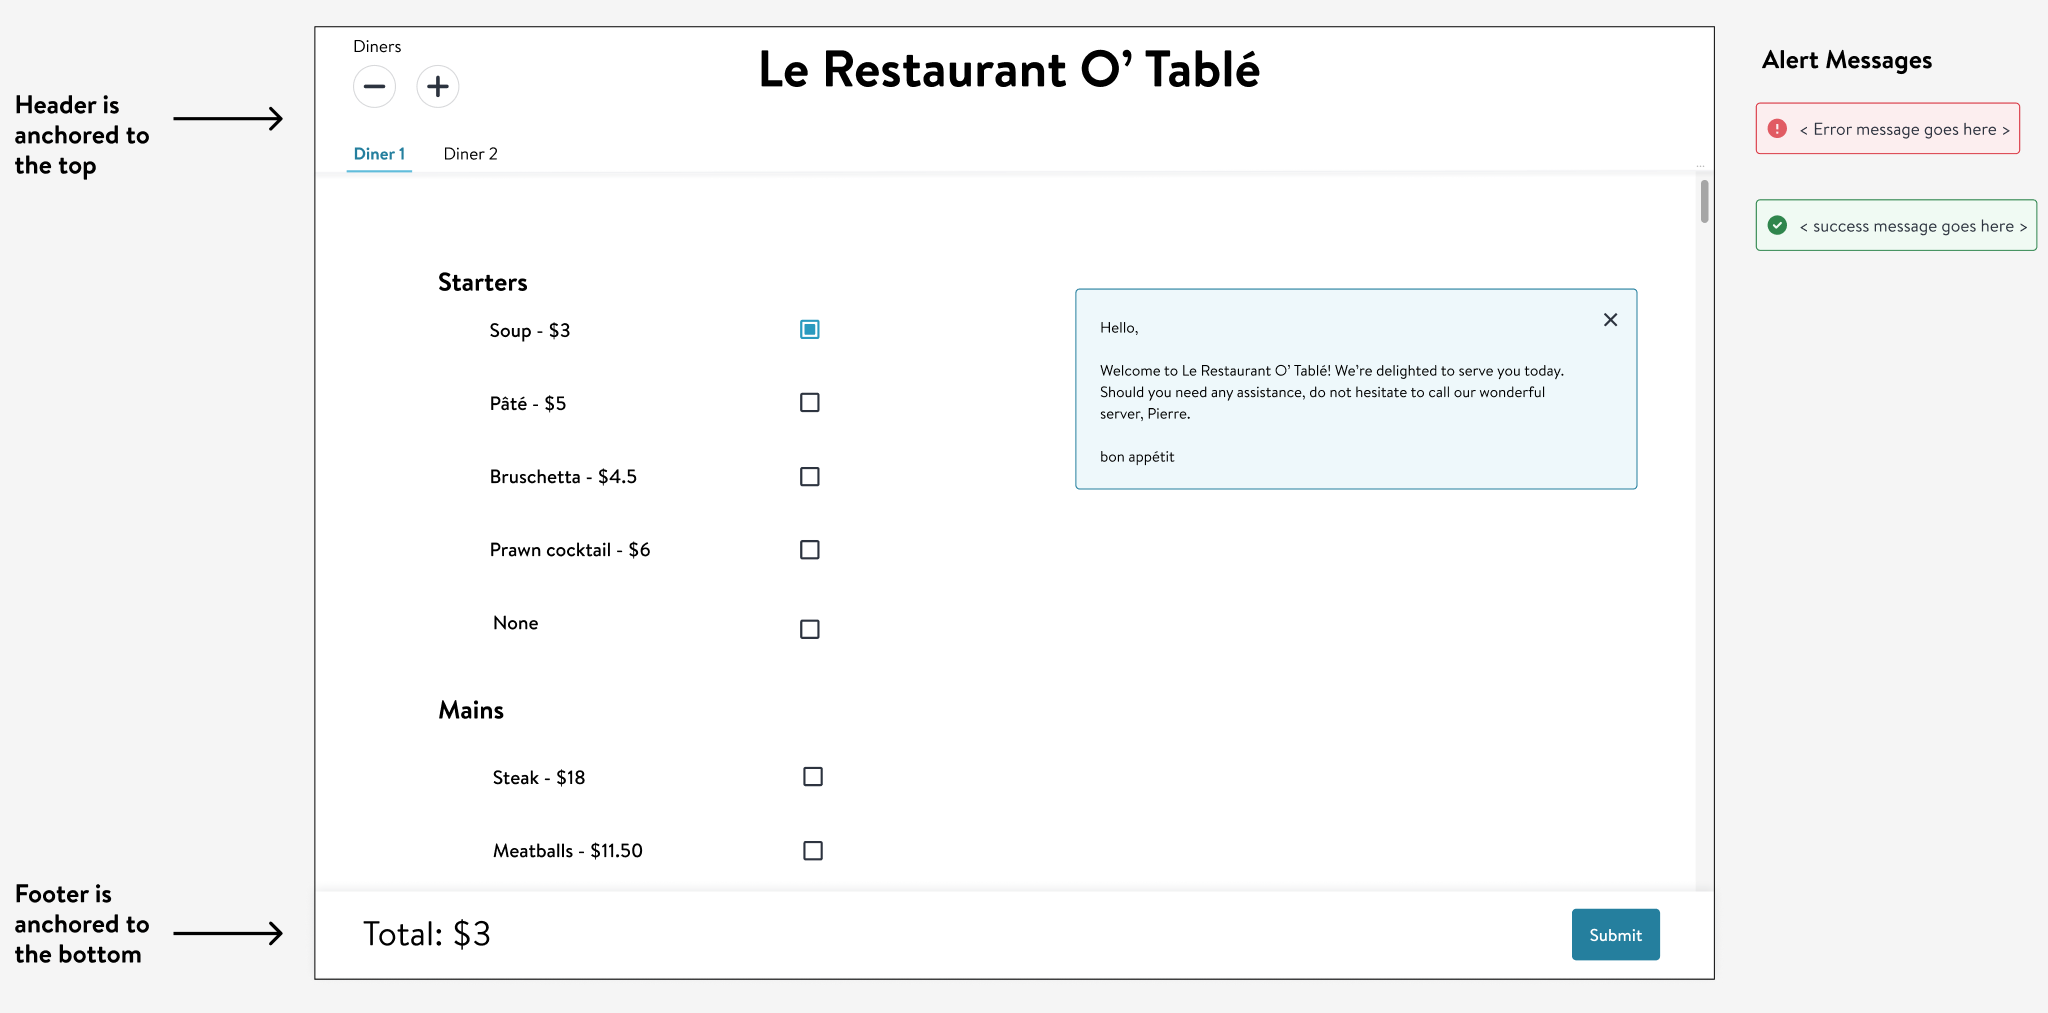 Header is
anchored to
the top
Footer is
anchored to
the bottom
Diners
Le Restaurant O’ Tablé
Diner 1
Diner 2
...
Starters
Soup - $3
Pâté - $5
Bruschetta - $4.5
Prawn cocktail - $6
None
Mains
Steak - $18
Meatballs - $11.50
Hello,
Welcome to Le Restaurant O’ Tablé! We’re delighted to serve you today.
Should you need any assistance, do not hesitate to call our wonderful
server, Pierre.
bon appétit
Total: $3
Submit
Alert Messages
< Error message goes here >
< success message goes here >